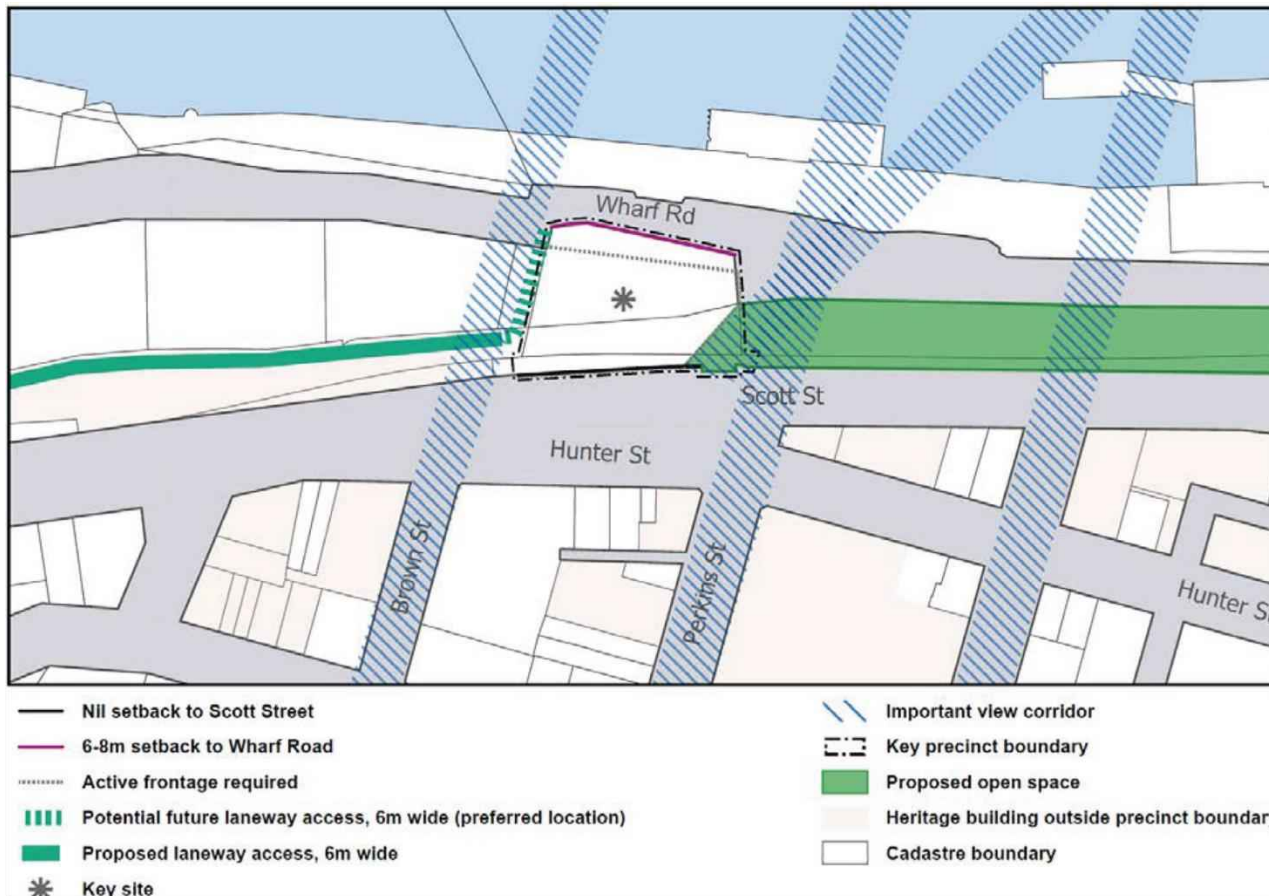 Wharf Rd
Scott St
Hunter St
Brown St
Perkins St
Hunter St
Nil setback to Scott Street
6-8m setback to Wharf Road
Active frontage required
Potential future laneway access, 6m wide (preferred location)
Proposed laneway access, 6m wide
Key site
Important view corridor
Key precinct boundary
Proposed open space
Heritage building outside precinct boundary
Cadastre boundary